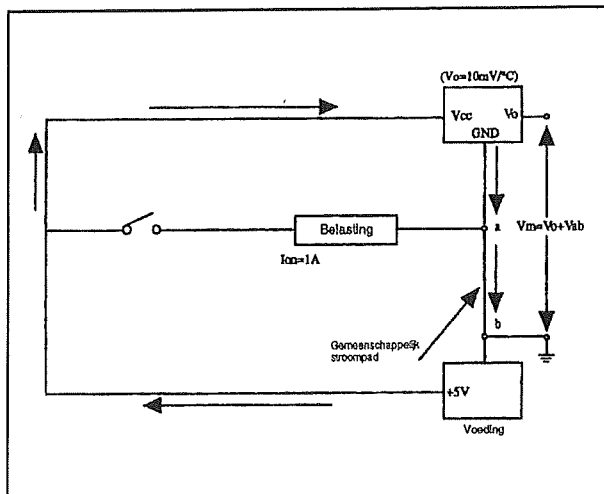 (Vo=10mV/°C)
Vcc
Vo
GND
a
Vm=Vo+Vab
Belasting
Ion=1A
b
Gemeenschappelijk
stroompad
+5V
Voeding